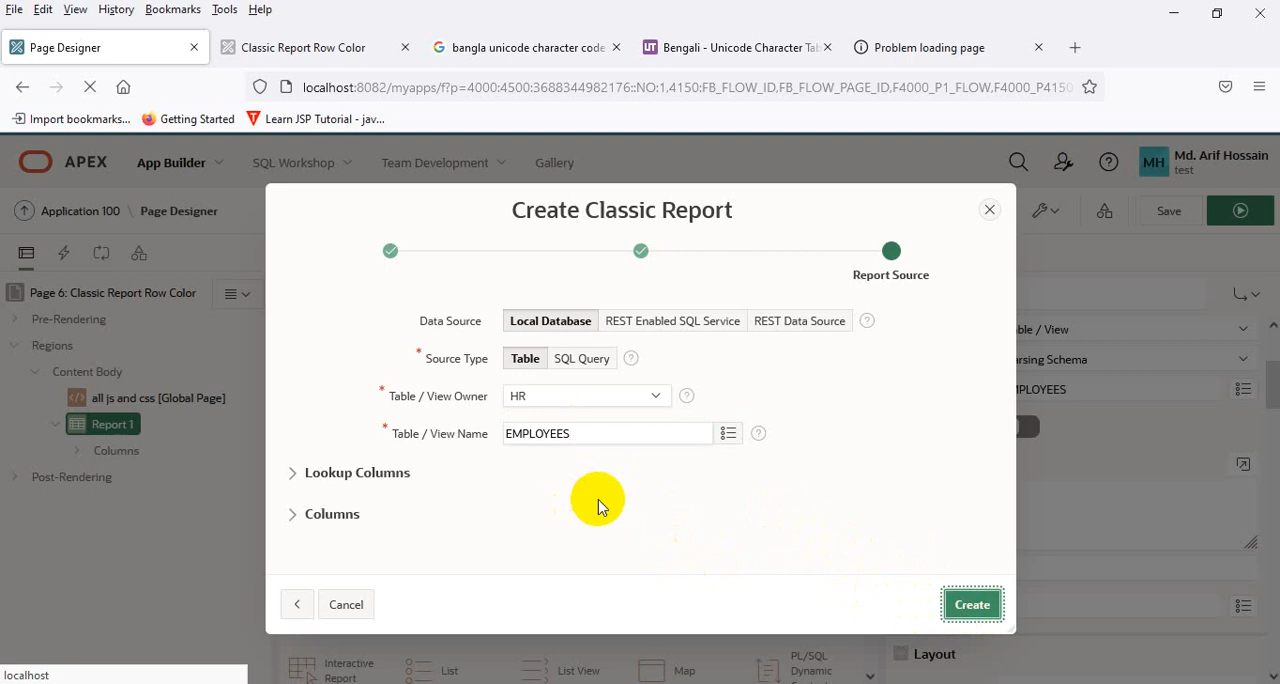 File Edit View History Bookmarks Tools Help
Page Designer
Classic Report Row Color
bangla unicode character code
Bengali - Unicode Character Tab
Problem loading page
localhost:8082/myapps/f?p=4000:4500:3688344982176::NO:1,4150:FB_FLOW_ID,FB_FLOW_PAGE_ID,F4000_P1_FLOW,F4000_P4150
Import bookmarks... Getting Started Learn JSP Tutorial - jav...
APEX App Builder SQL Workshop Team Development Gallery
MH Md. Arif Hossain
test
Application 100 \ Page Designer
Save
Create Classic Report
Report Source
Page 6: Classic Report Row Color
Pre-Rendering
Regions
Content Body
all js and css [Global Page]
Report 1
Columns
Post-Rendering
Data Source Local Database REST Enabled SQL Service REST Data Source
* Source Type Table SQL Query
* Table / View Owner HR
* Table / View Name EMPLOYEES
Lookup Columns
Columns
Cancel Create
ble / View
arsing Schema
Layout
Interactive
Report
List
List View
Map
PL/SQL
Dynamic
localhost